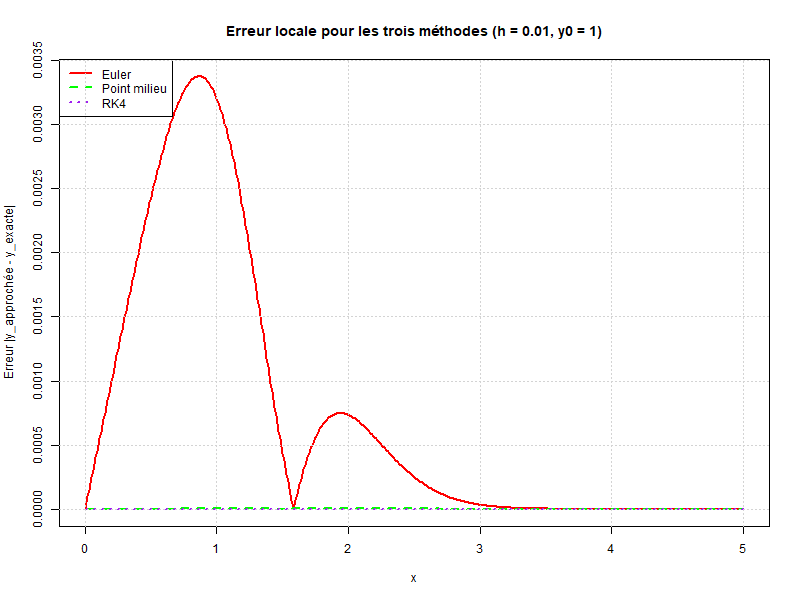 Erreur locale pour les trois méthodes (h = 0.01, y0 = 1)
Euler
Point milieu
RK4
Erreur |y_approchée - y_exacte|
0.0035
0.0030
0.0025
0.0020
0.0015
0.0010
0.0005
0.0000
0 1 2 3 4 5
x